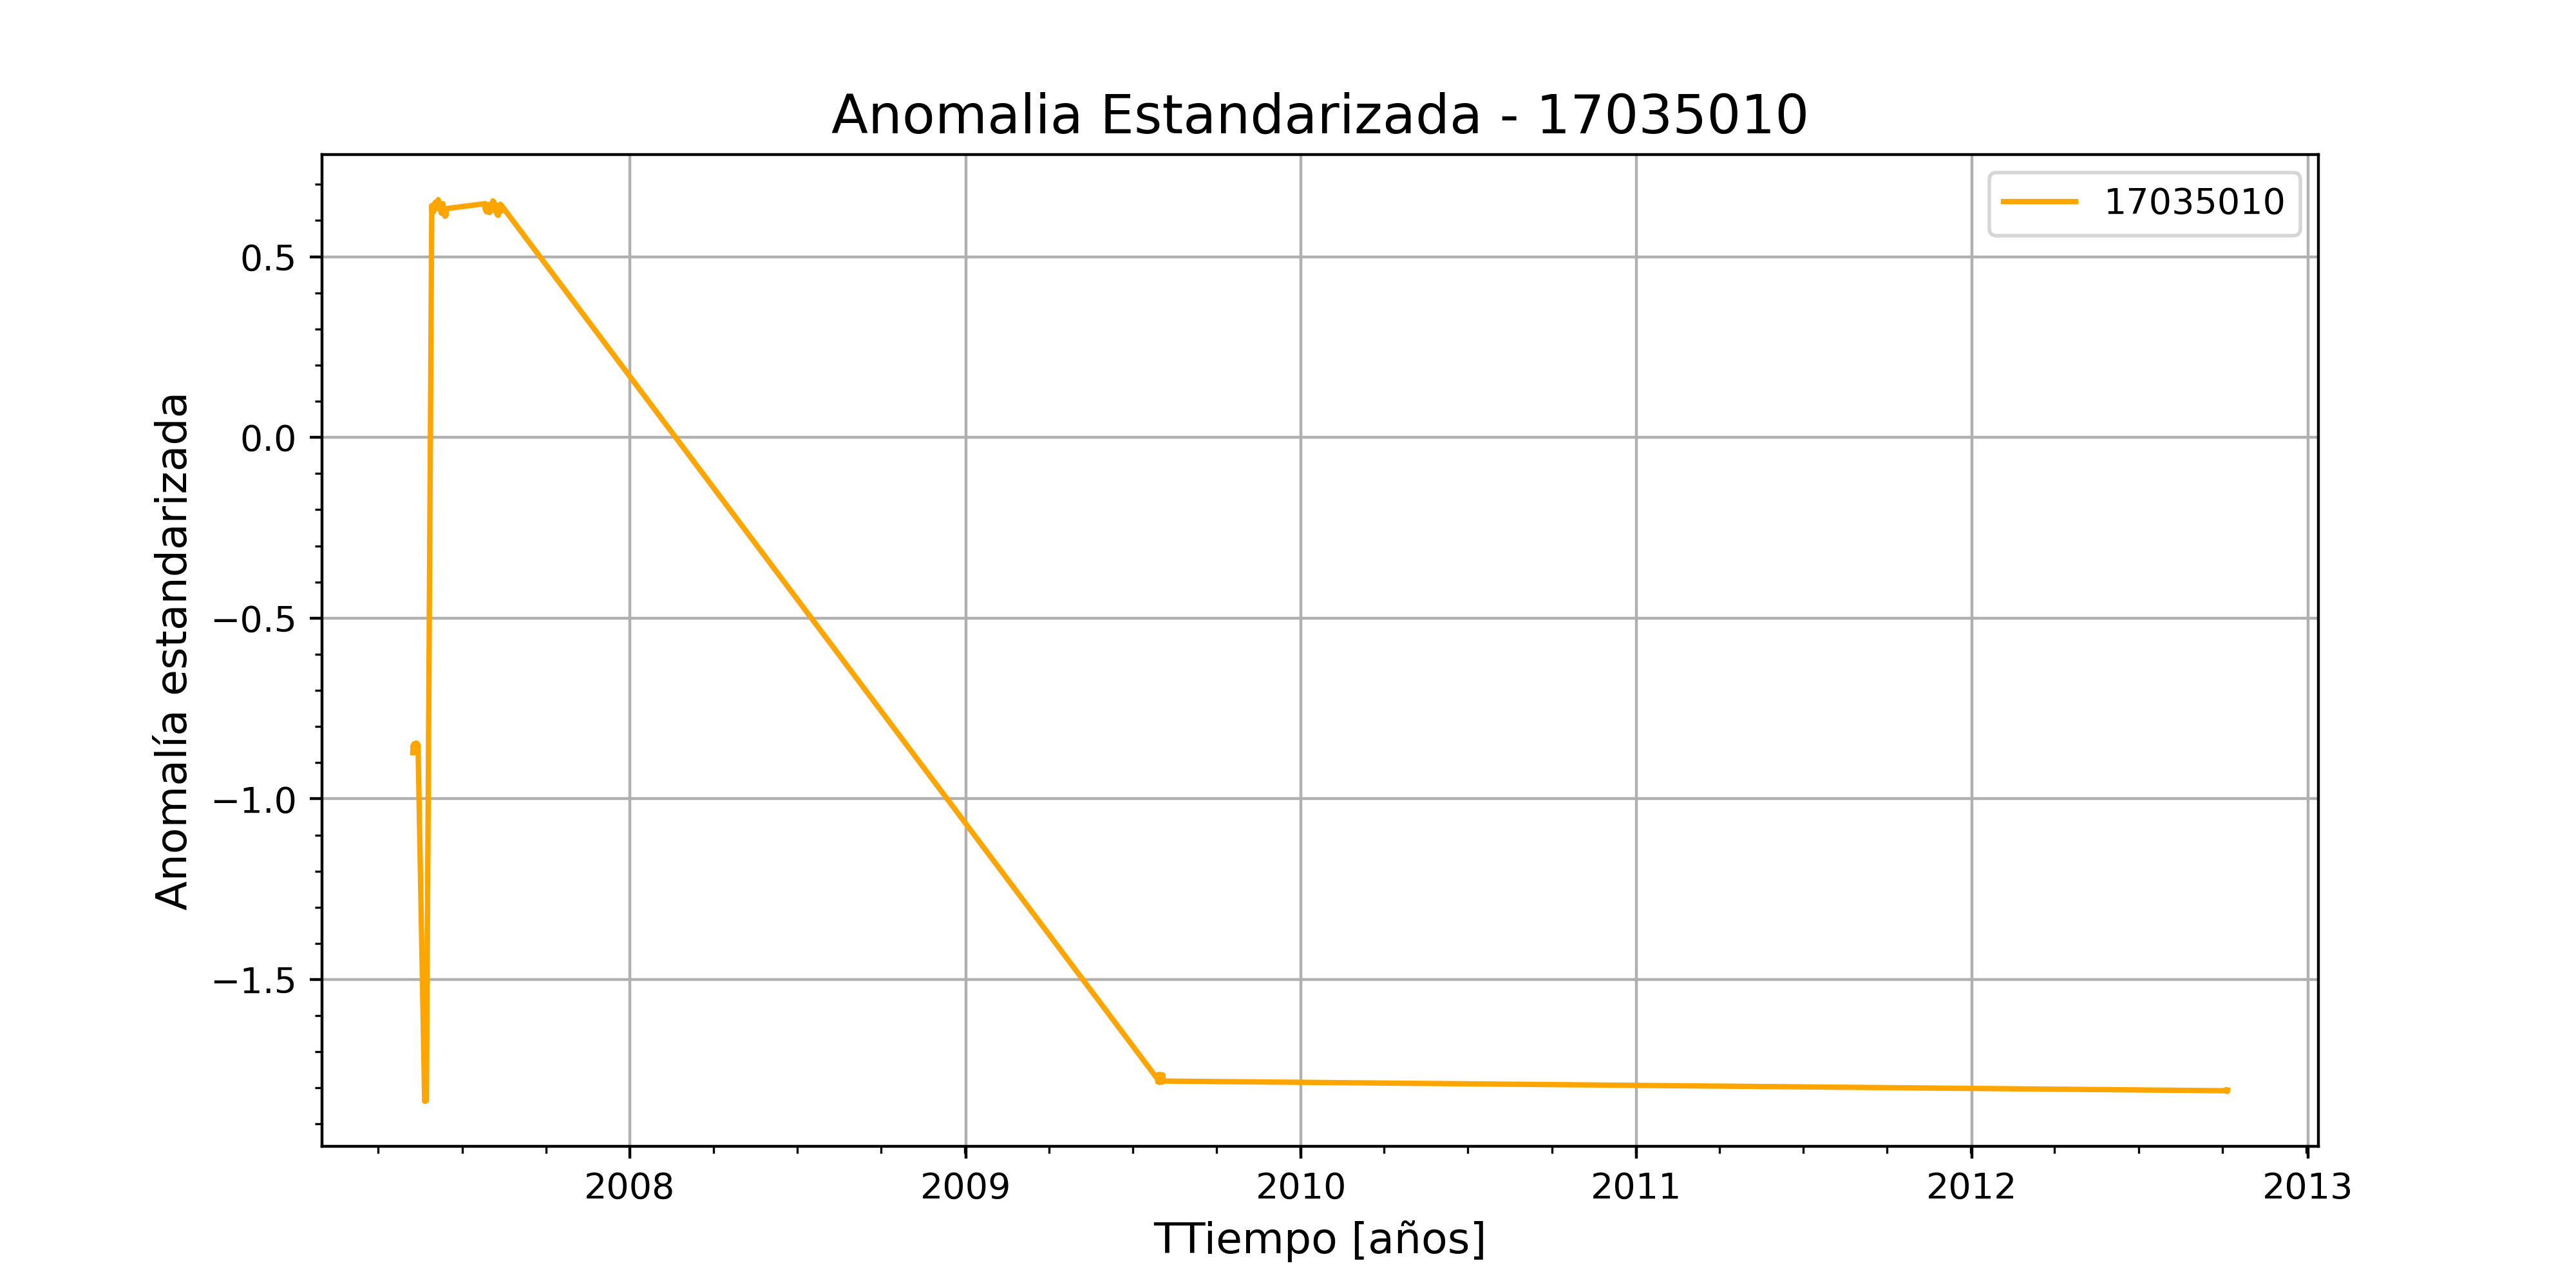 Anomalia Estandarizada - 17035010
17035010
Anomalía estandarizada
0.5
0.0
−0.5
−1.0
−1.5
2008 2009 2010 2011 2012 2013
TTiempo [años]